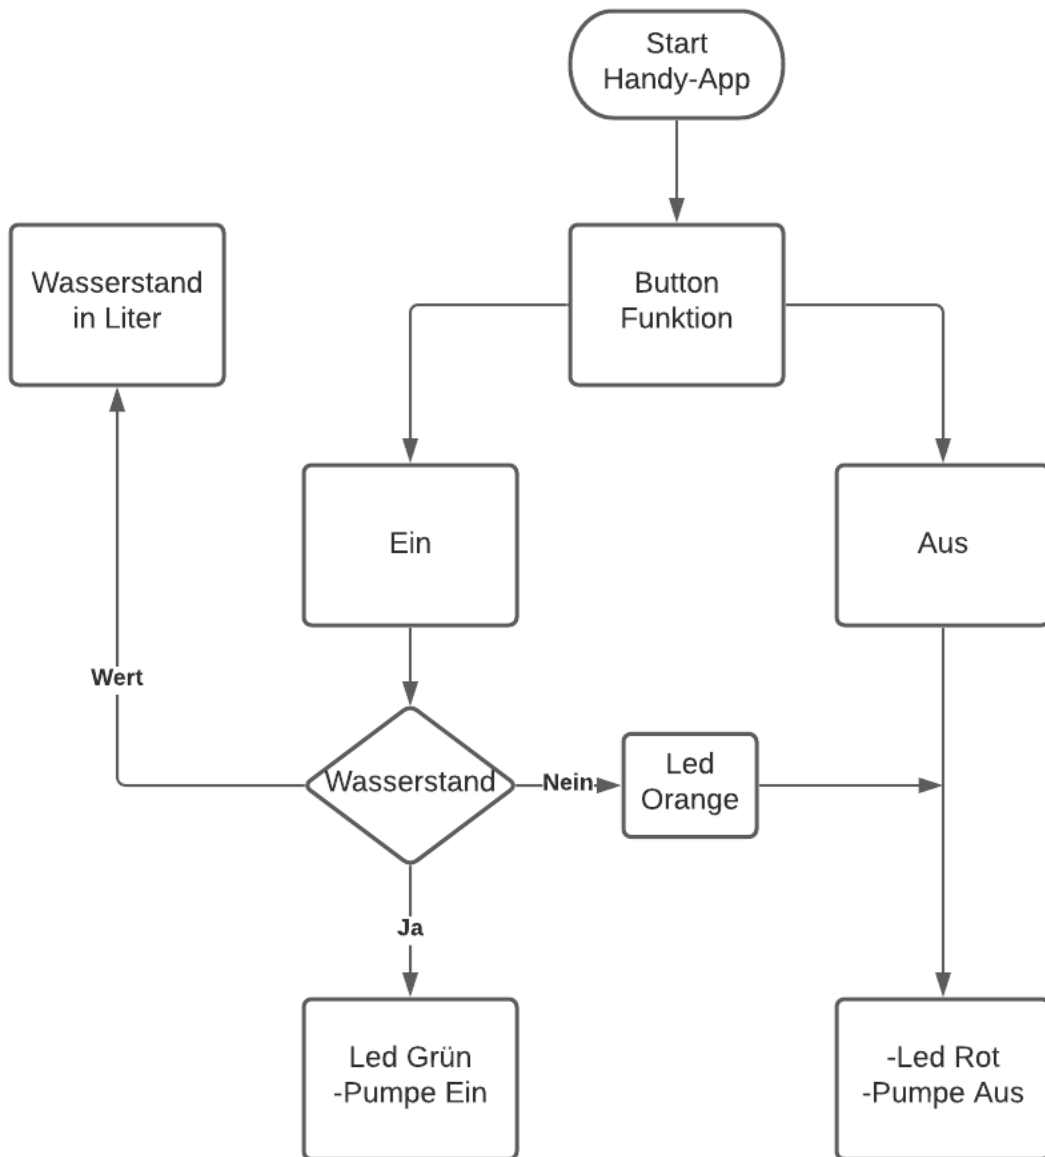 Start
Handy-App
Wasserstand
in Liter
Button
Funktion
Ein
Aus
Wert
Wasserstand
Nein
Led
Orange
Ja
Led Grün
-Pumpe Ein
-Led Rot
-Pumpe Aus